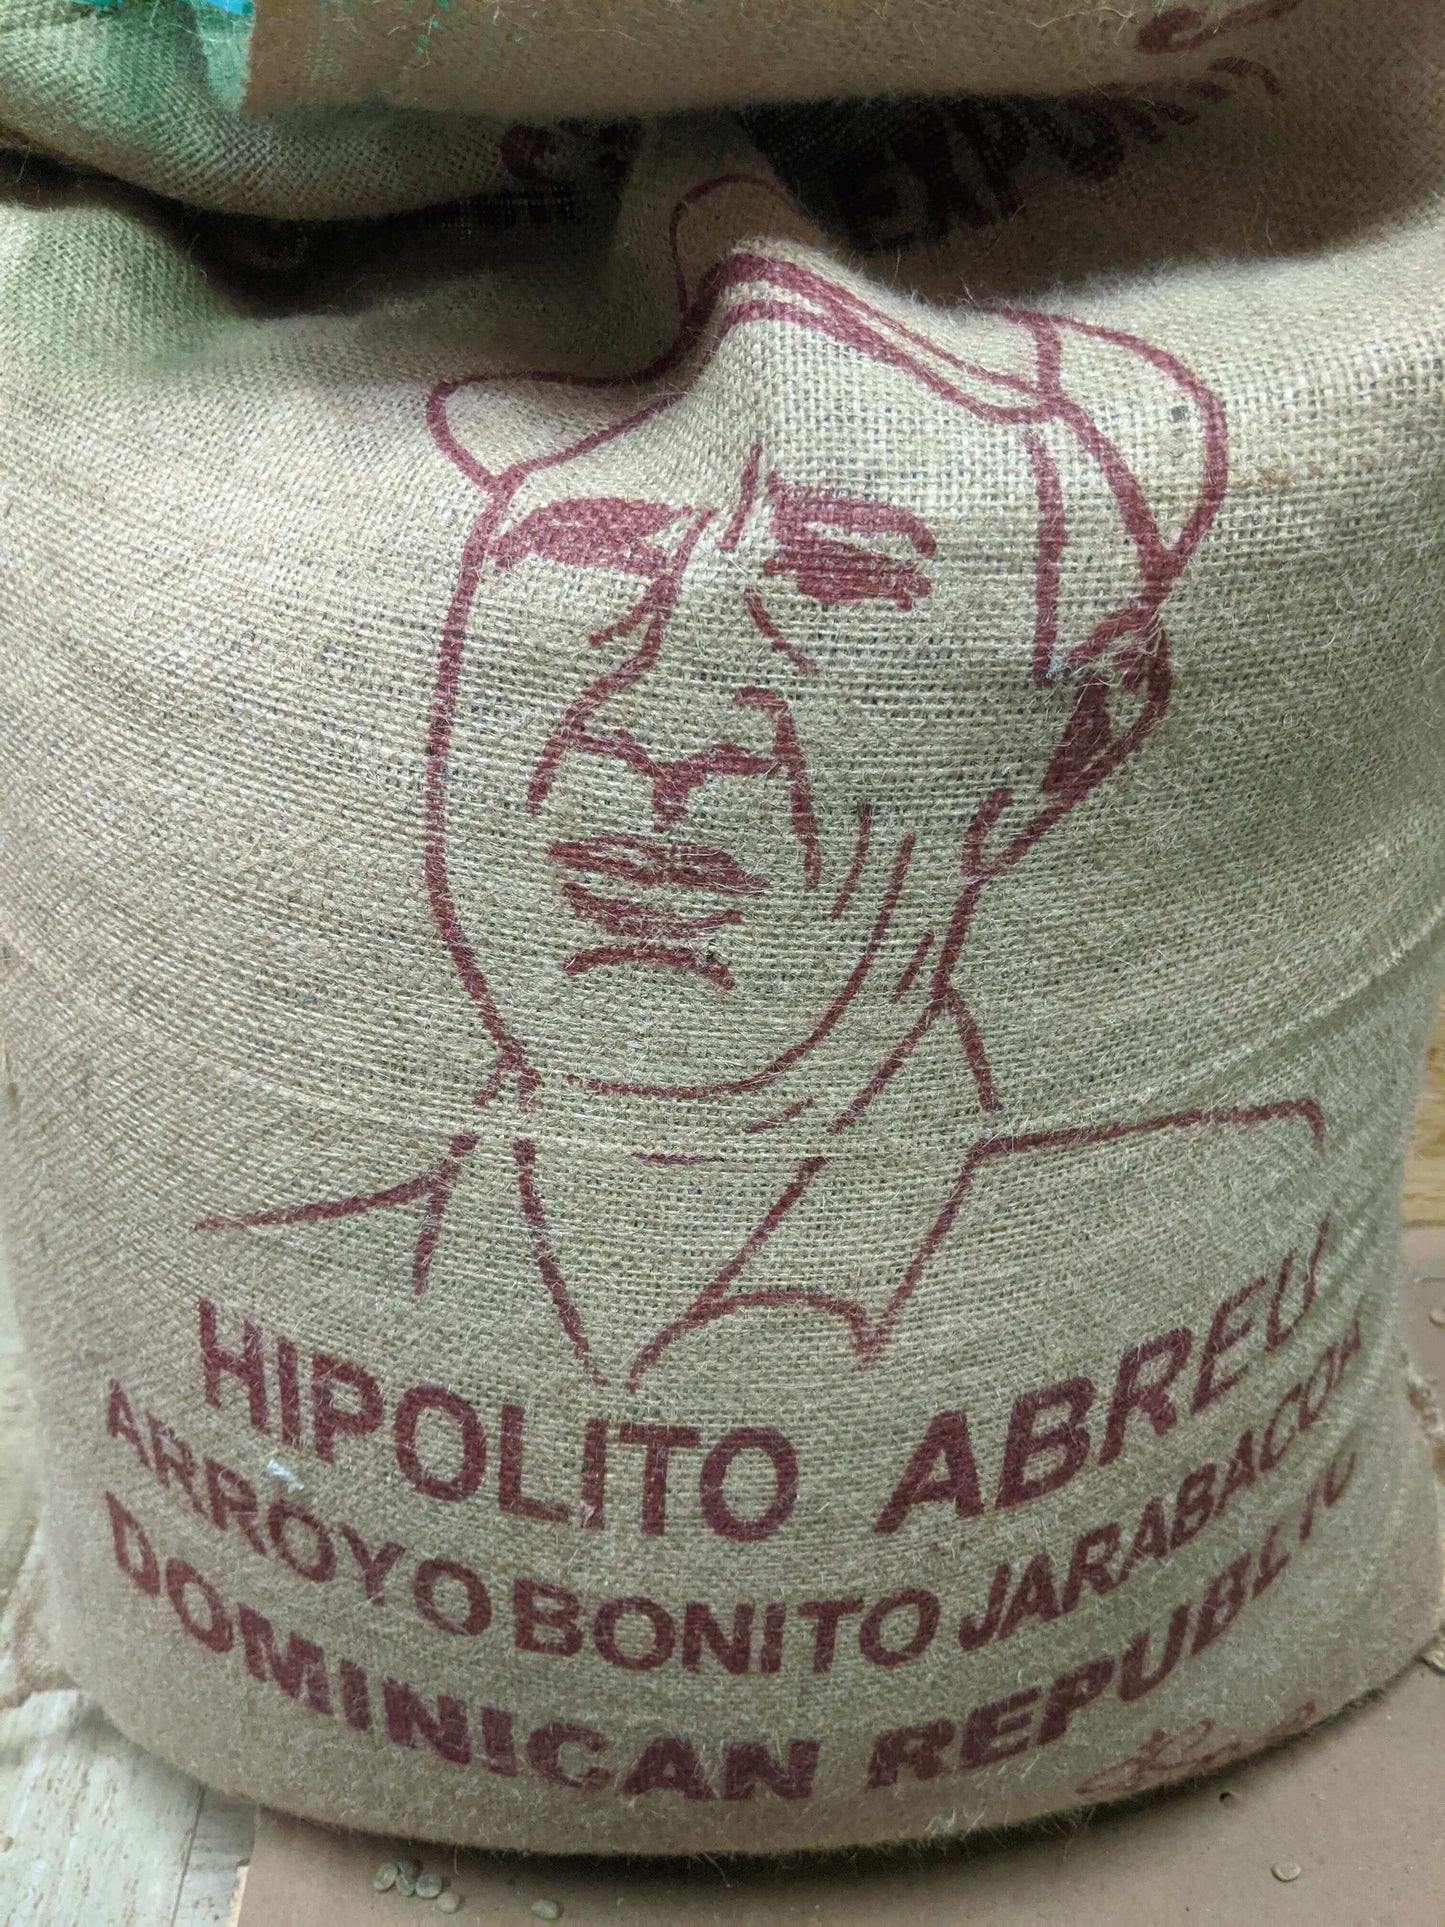 HIPOLITO ABREU
ARROYO BONITO JARABACOA
DOMINICAN REPUBLIC